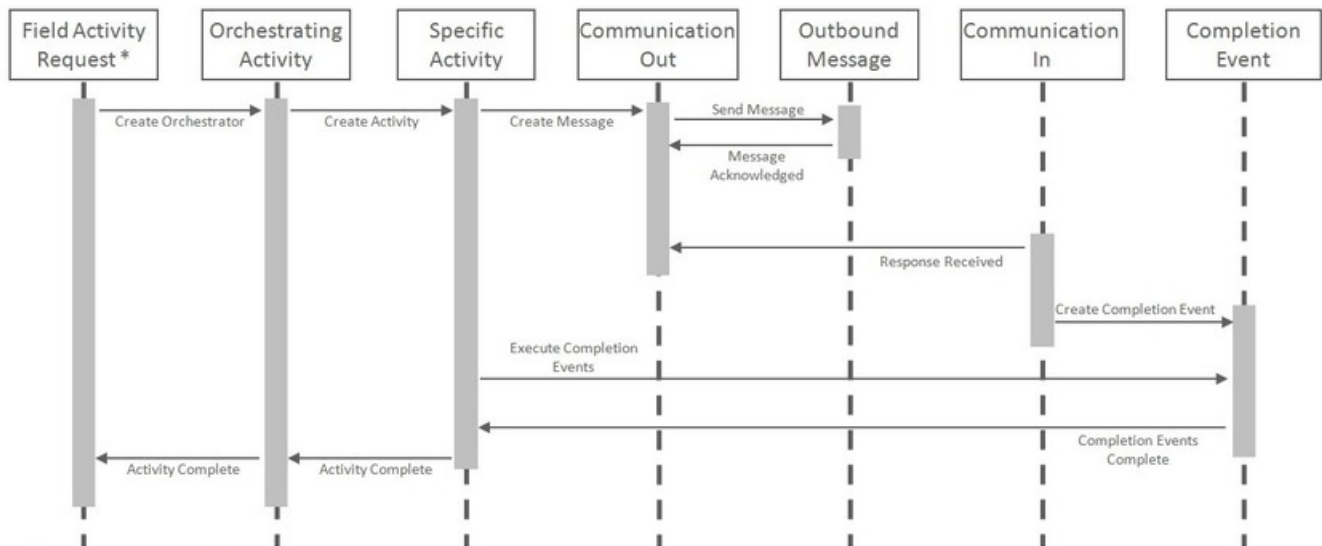 Field Activity
Request *
Orchestrating
Activity
Specific
Activity
Communication
Out
Outbound
Message
Communication
In
Completion
Event
Create Orchestrator
Create Activity
Create Message
Send Message
Message
Acknowledged
Response Received
Create Completion Event
Execute Completion
Events
Completion Events
Complete
Activity Complete
Activity Complete